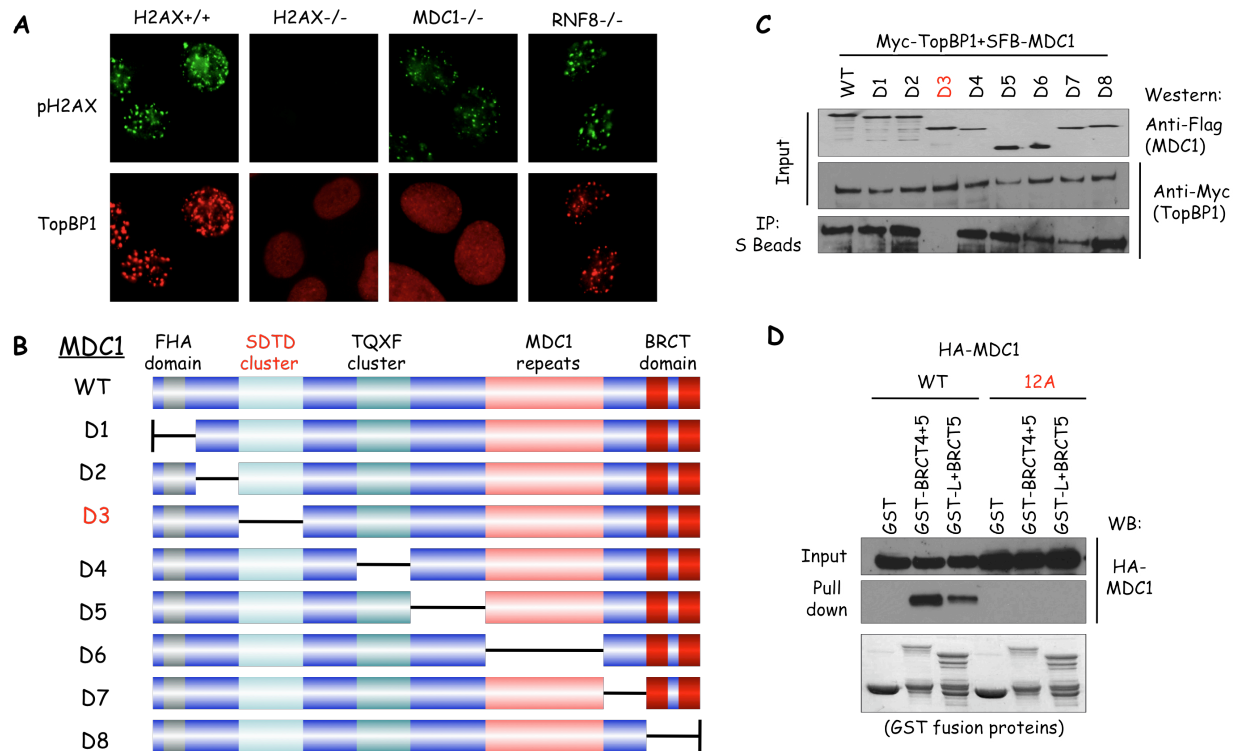 A
H2AX+/+ H2AX-/- MDC1-/- RNF8-/-
pH2AX
TopBP1
B
MDC1
FHA domain
SDTD cluster
TQXF cluster
MDC1 repeats
BRCT domain
WT
D1
D2
D3
D4
D5
D6
D7
D8
C
Myc-TopBP1+SFB-MDC1
WT D1 D2 D3 D4 D5 D6 D7 D8
Western:
Input
Anti-Flag
(MDC1)
Anti-Myc
(TopBP1)
IP:
S Beads
D
HA-MDC1
WT 12A
GST GST-BRCT4+5 GST-L+BRCT5 GST GST-BRCT4+5 GST-L+BRCT5
WB:
Input
Pull
down
HA-
MDC1
(GST fusion proteins)